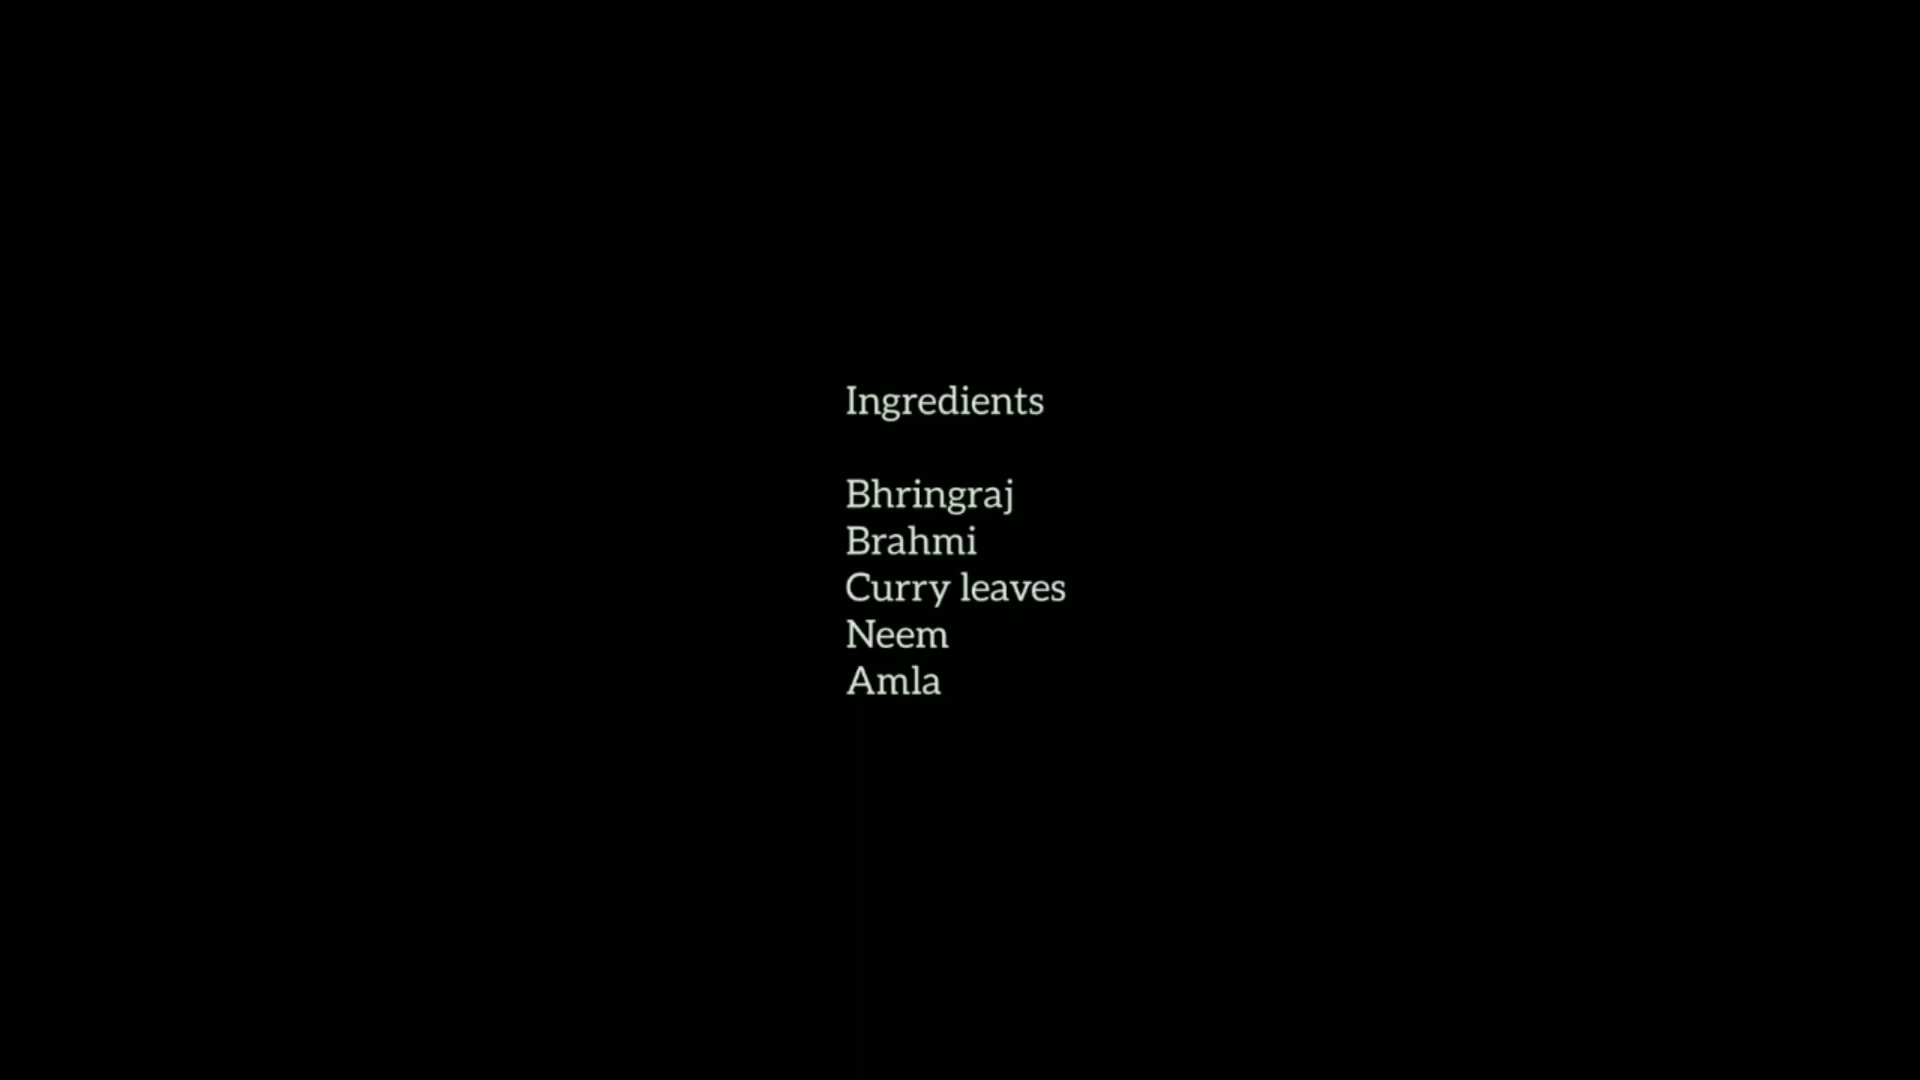 Ingredients
Bhringraj
Brahmi
Curry leaves
Neem
Amla